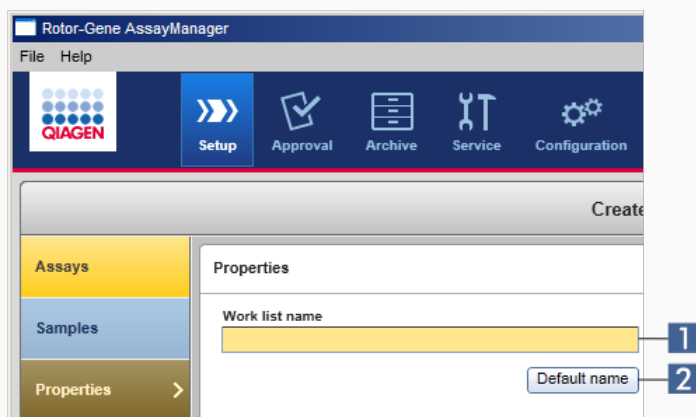 Rotor-Gene AssayManager
File Help
QIAGEN
Setup Approval Archive Service Configuration
Create
Assays
Properties
Work list name
1
Samples
Default name
2
Properties